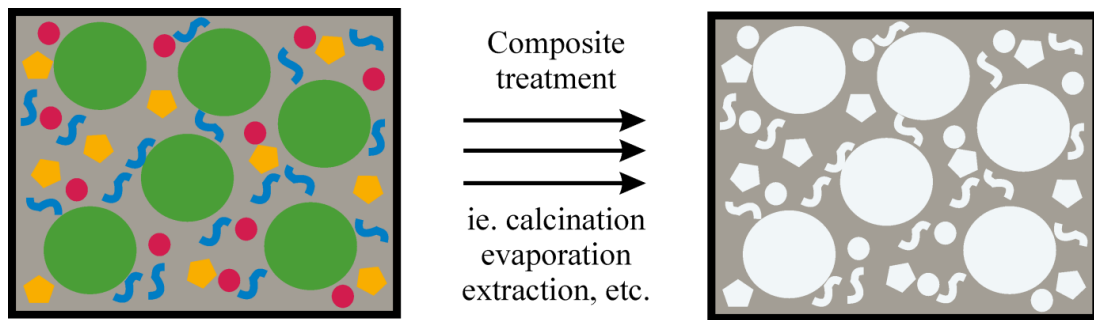 Composite
treatment
ie. calcination
evaporation
extraction, etc.